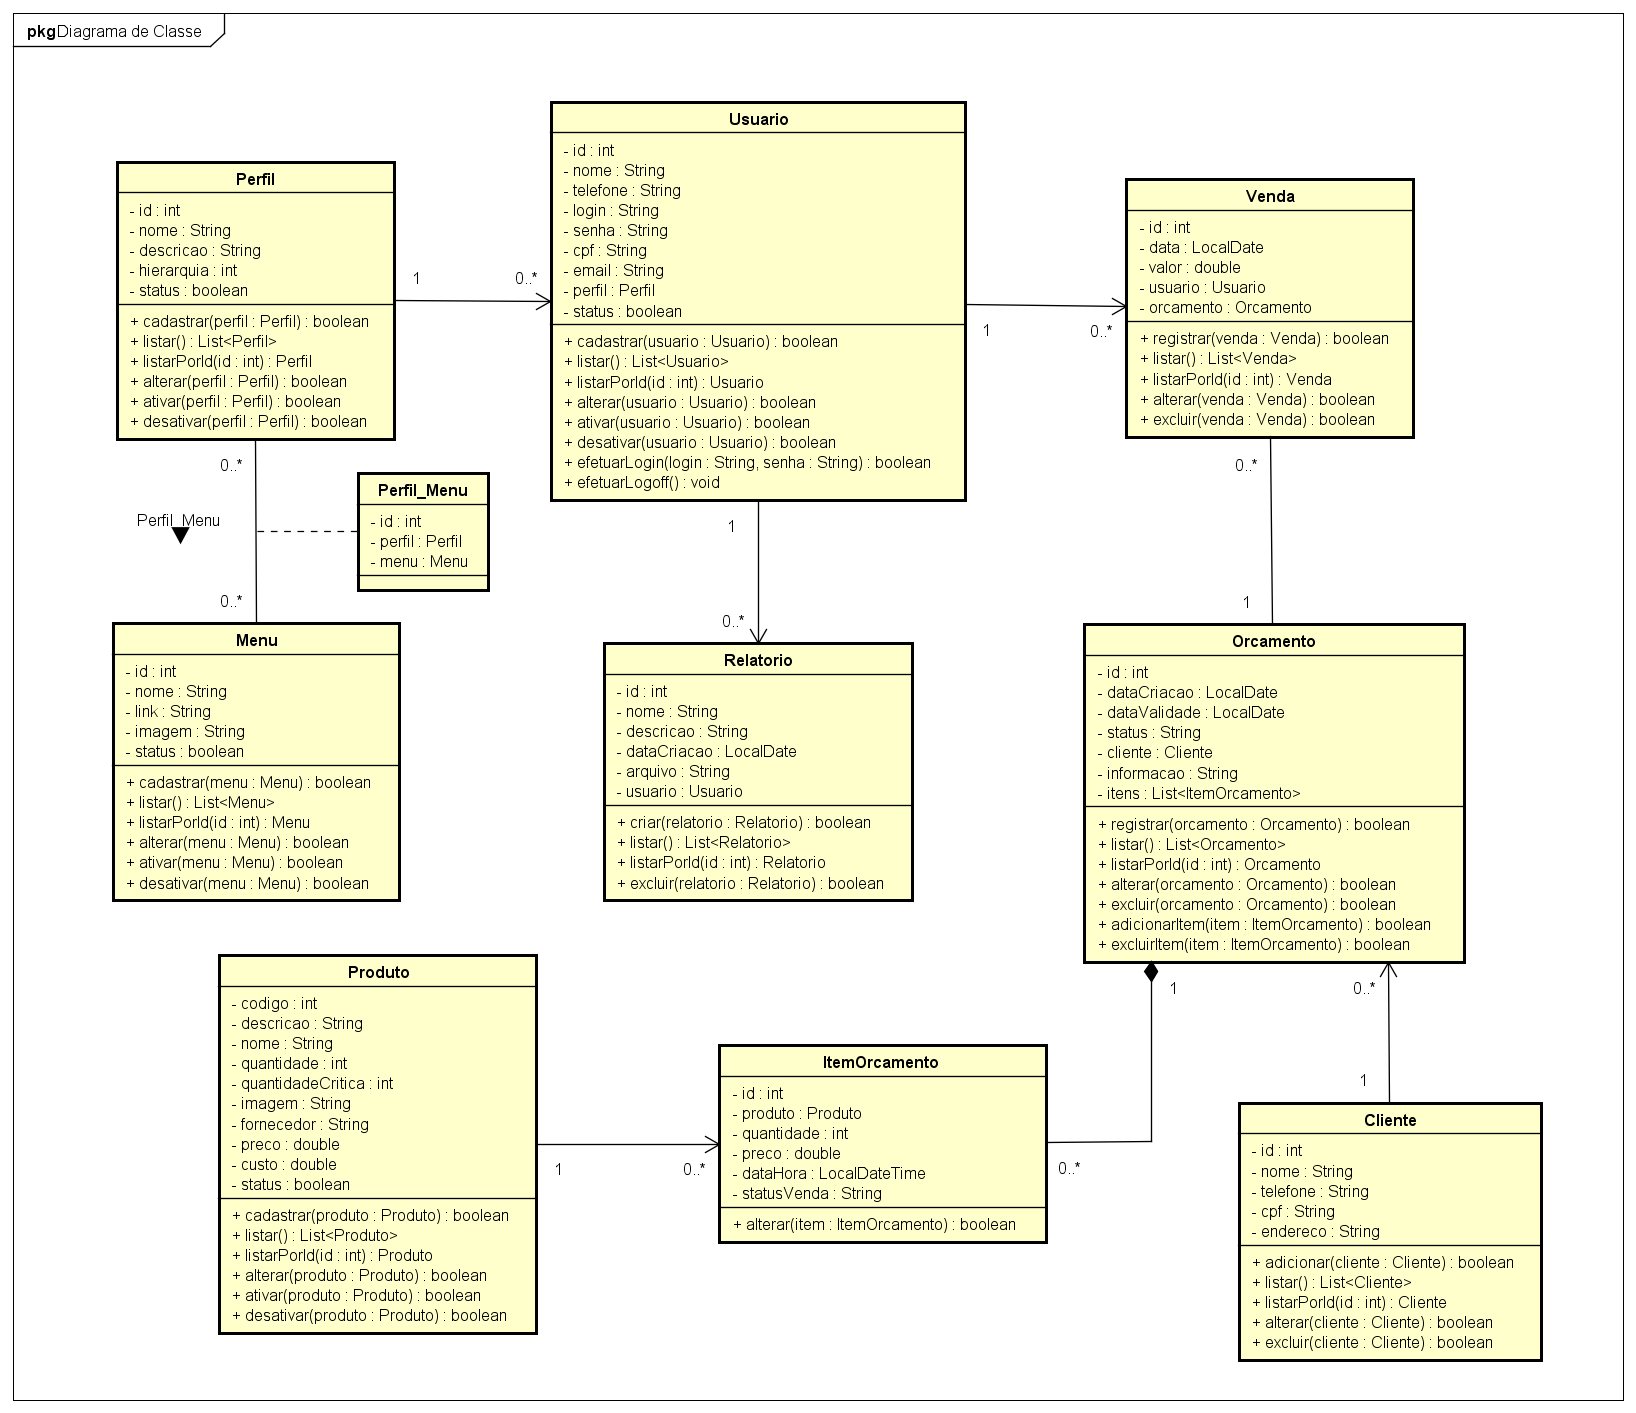 pkg Diagrama de Classe
Perfil
- id : int
- nome : String
- descricao : String
- hierarquia : int
- status : boolean
+ cadastrar(perfil : Perfil) : boolean
+ listar() : List<Perfil>
+ listarPorId(id : int) : Perfil
+ alterar(perfil : Perfil) : boolean
+ ativar(perfil : Perfil) : boolean
+ desativar(perfil : Perfil) : boolean
1
0..*
Usuario
- id : int
- nome : String
- telefone : String
- login : String
- senha : String
- cpf : String
- email : String
- perfil : Perfil
- status : boolean
+ cadastrar(usuario : Usuario) : boolean
+ listar() : List<Usuario>
+ listarPorId(id : int) : Usuario
+ alterar(usuario : Usuario) : boolean
+ ativar(usuario : Usuario) : boolean
+ desativar(usuario : Usuario) : boolean
+ efetuarLogin(login : String, senha : String) : boolean
+ efetuarLogoff() : void
1
0..*
Venda
- id : int
- data : LocalDate
- valor : double
- usuario : Usuario
- orcamento : Orcamento
+ registrar(venda : Venda) : boolean
+ listar() : List<Venda>
+ listarPorId(id : int) : Venda
+ alterar(venda : Venda) : boolean
+ excluir(venda : Venda) : boolean
0..*
Perfil_Menu
0..*
Perfil_Menu
- id : int
- perfil : Perfil
- menu : Menu
1
0..*
0..*
1
Menu
- id : int
- nome : String
- link : String
- imagem : String
- status : boolean
+ cadastrar(menu : Menu) : boolean
+ listar() : List<Menu>
+ listarPorId(id : int) : Menu
+ alterar(menu : Menu) : boolean
+ ativar(menu : Menu) : boolean
+ desativar(menu : Menu) : boolean
Relatorio
- id : int
- nome : String
- descricao : String
- dataCriacao : LocalDate
- arquivo : String
- usuario : Usuario
+ criar(relatorio : Relatorio) : boolean
+ listar() : List<Relatorio>
+ listarPorId(id : int) : Relatorio
+ excluir(relatorio : Relatorio) : boolean
Orcamento
- id : int
- dataCriacao : LocalDate
- dataValidade : LocalDate
- status : String
- cliente : Cliente
- informacao : String
- itens : List<ItemOrcamento>
+ registrar(orcamento : Orcamento) : boolean
+ listar() : List<Orcamento>
+ listarPorId(id : int) : Orcamento
+ alterar(orcamento : Orcamento) : boolean
+ excluir(orcamento : Orcamento) : boolean
+ adicionarItem(item : ItemOrcamento) : boolean
+ excluirItem(item : ItemOrcamento) : boolean
1
0..*
Produto
- codigo : int
- descricao : String
- nome : String
- quantidade : int
- quantidadeCritica : int
- imagem : String
- fornecedor : String
- preco : double
- custo : double
- status : boolean
+ cadastrar(produto : Produto) : boolean
+ listar() : List<Produto>
+ listarPorId(id : int) : Produto
+ alterar(produto : Produto) : boolean
+ ativar(produto : Produto) : boolean
+ desativar(produto : Produto) : boolean
1
0..*
ItemOrcamento
- id : int
- produto : Produto
- quantidade : int
- preco : double
- dataHora : LocalDateTime
- statusVenda : String
+ alterar(item : ItemOrcamento) : boolean
0..*
1
Cliente
- id : int
- nome : String
- telefone : String
- cpf : String
- endereco : String
+ adicionar(cliente : Cliente) : boolean
+ listar() : List<Cliente>
+ listarPorId(id : int) : Cliente
+ alterar(cliente : Cliente) : boolean
+ excluir(cliente : Cliente) : boolean